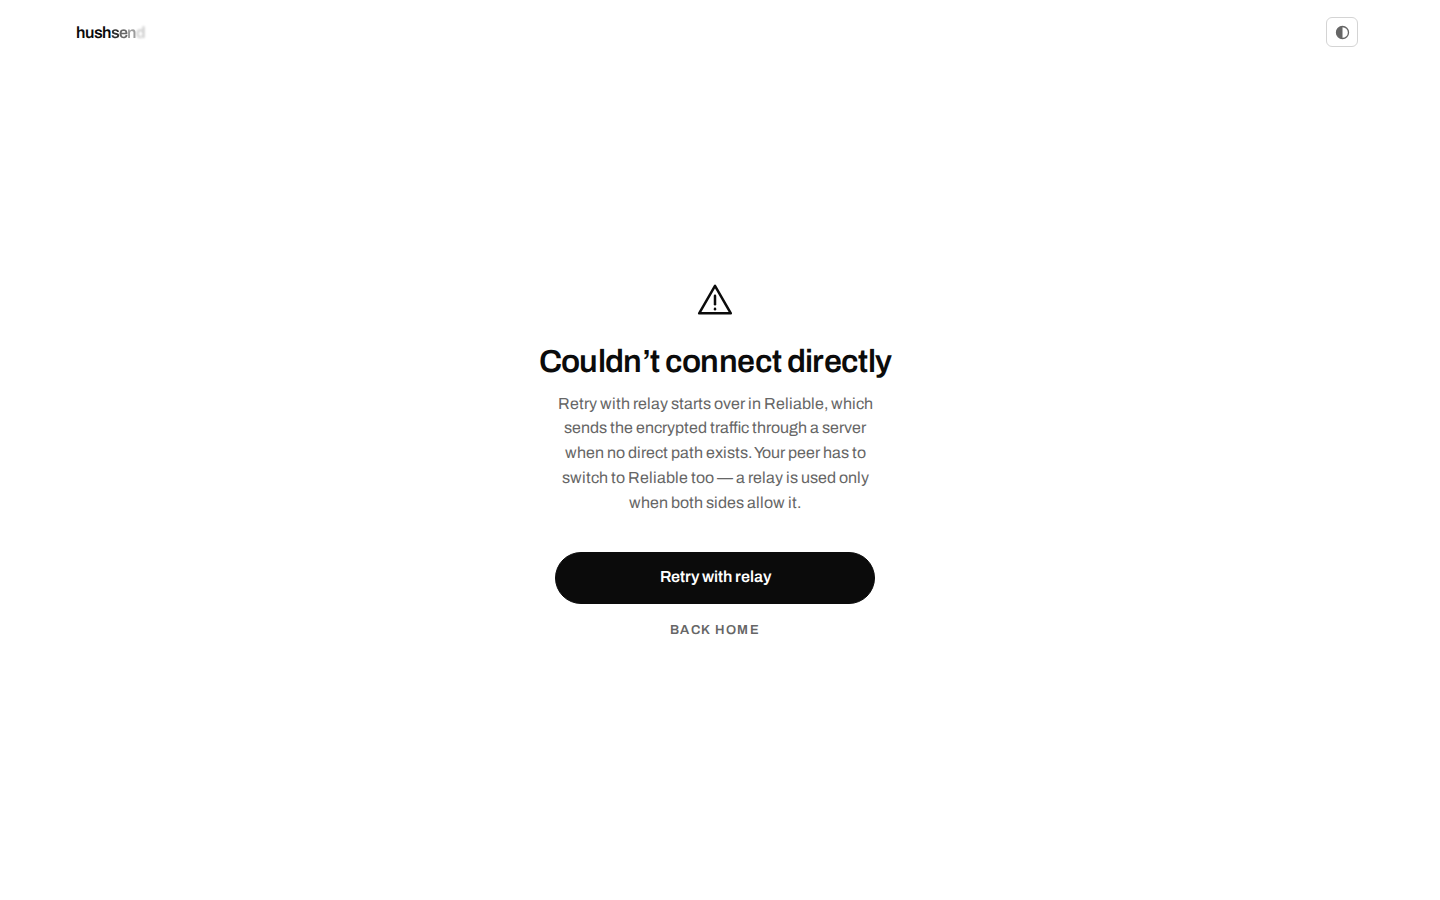 hushsend
Couldn’t connect directly
Retry with relay starts over in Reliable, which
sends the encrypted traffic through a server
when no direct path exists. Your peer has to
switch to Reliable too — a relay is used only
when both sides allow it.
Retry with relay
BACK HOME